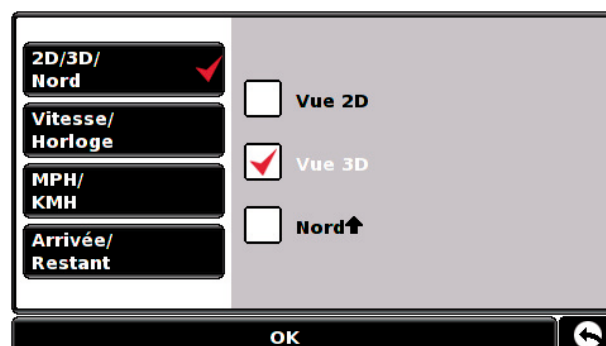 2D/3D/
Nord
Vitesse/
Horloge
MPH/
KMH
Arrivée/
Restant
Vue 2D
Vue 3D
Nord⬆
OK